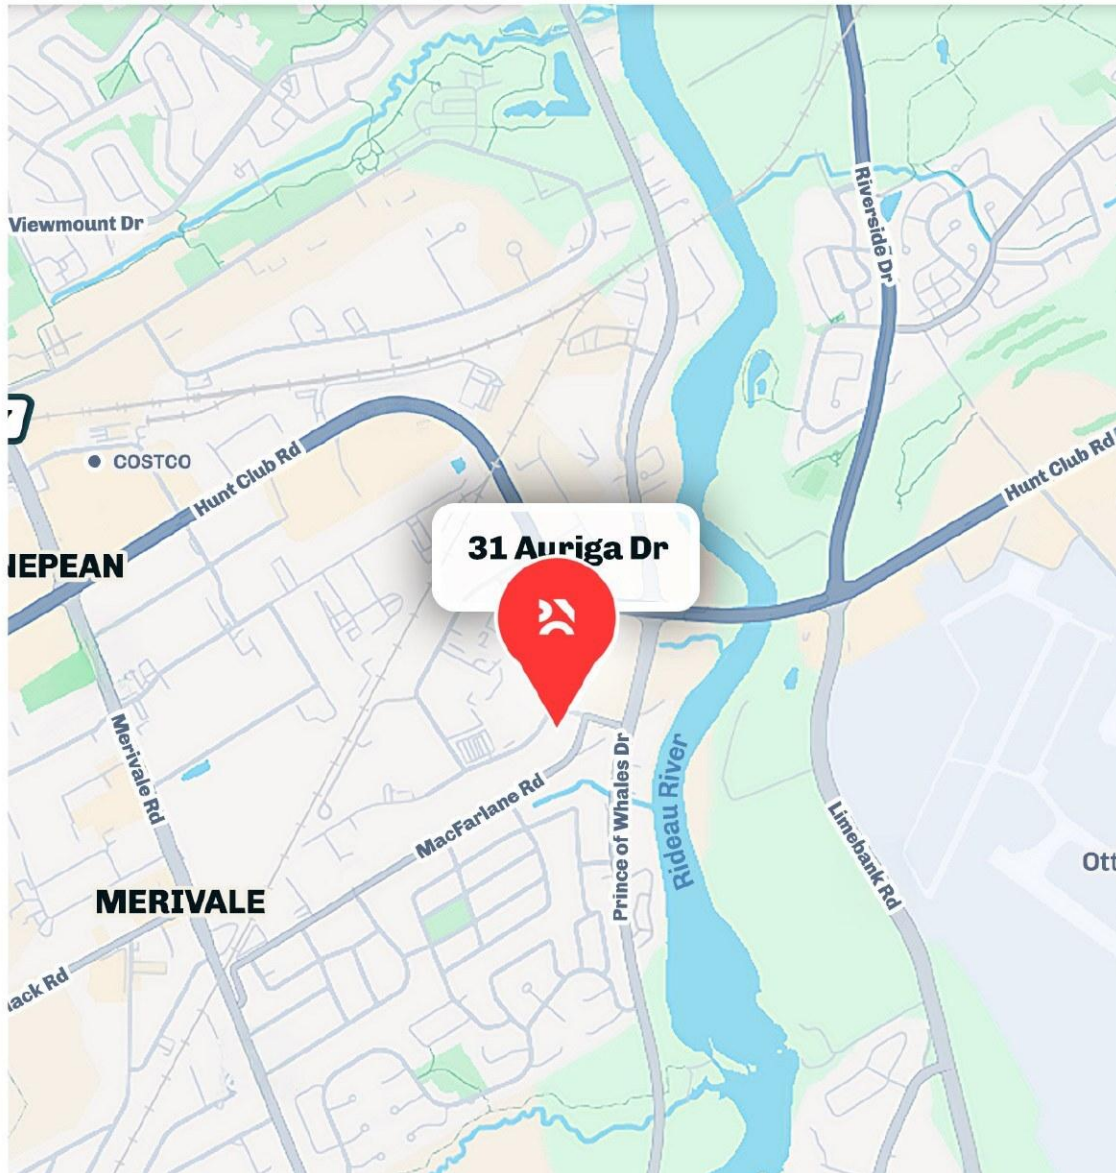 Viewmount Dr
Riverside Dr
COSTCO
Hunt Club Rd
Hunt Club Rd
31 Auriga Dr
NEPEAN
Merivale Rd
MacFarlane Rd
Prince of Whales Dr
Rideau River
Limebank Rd
Ott
MERIVALE
ack Rd